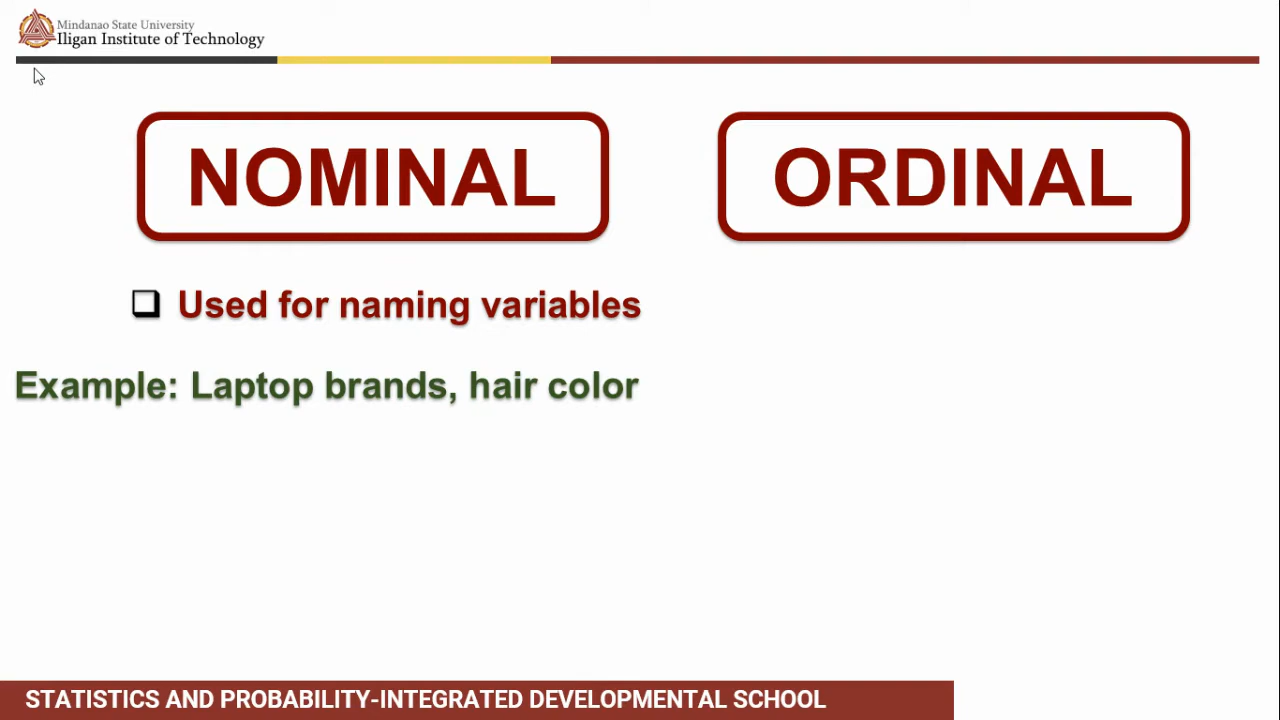 Mindanao State University
Iligan Institute of Technology
NOMINAL
ORDINAL
Used for naming variables
Example: Laptop brands, hair color
STATISTICS AND PROBABILITY-INTEGRATED DEVELOPMENTAL SCHOOL